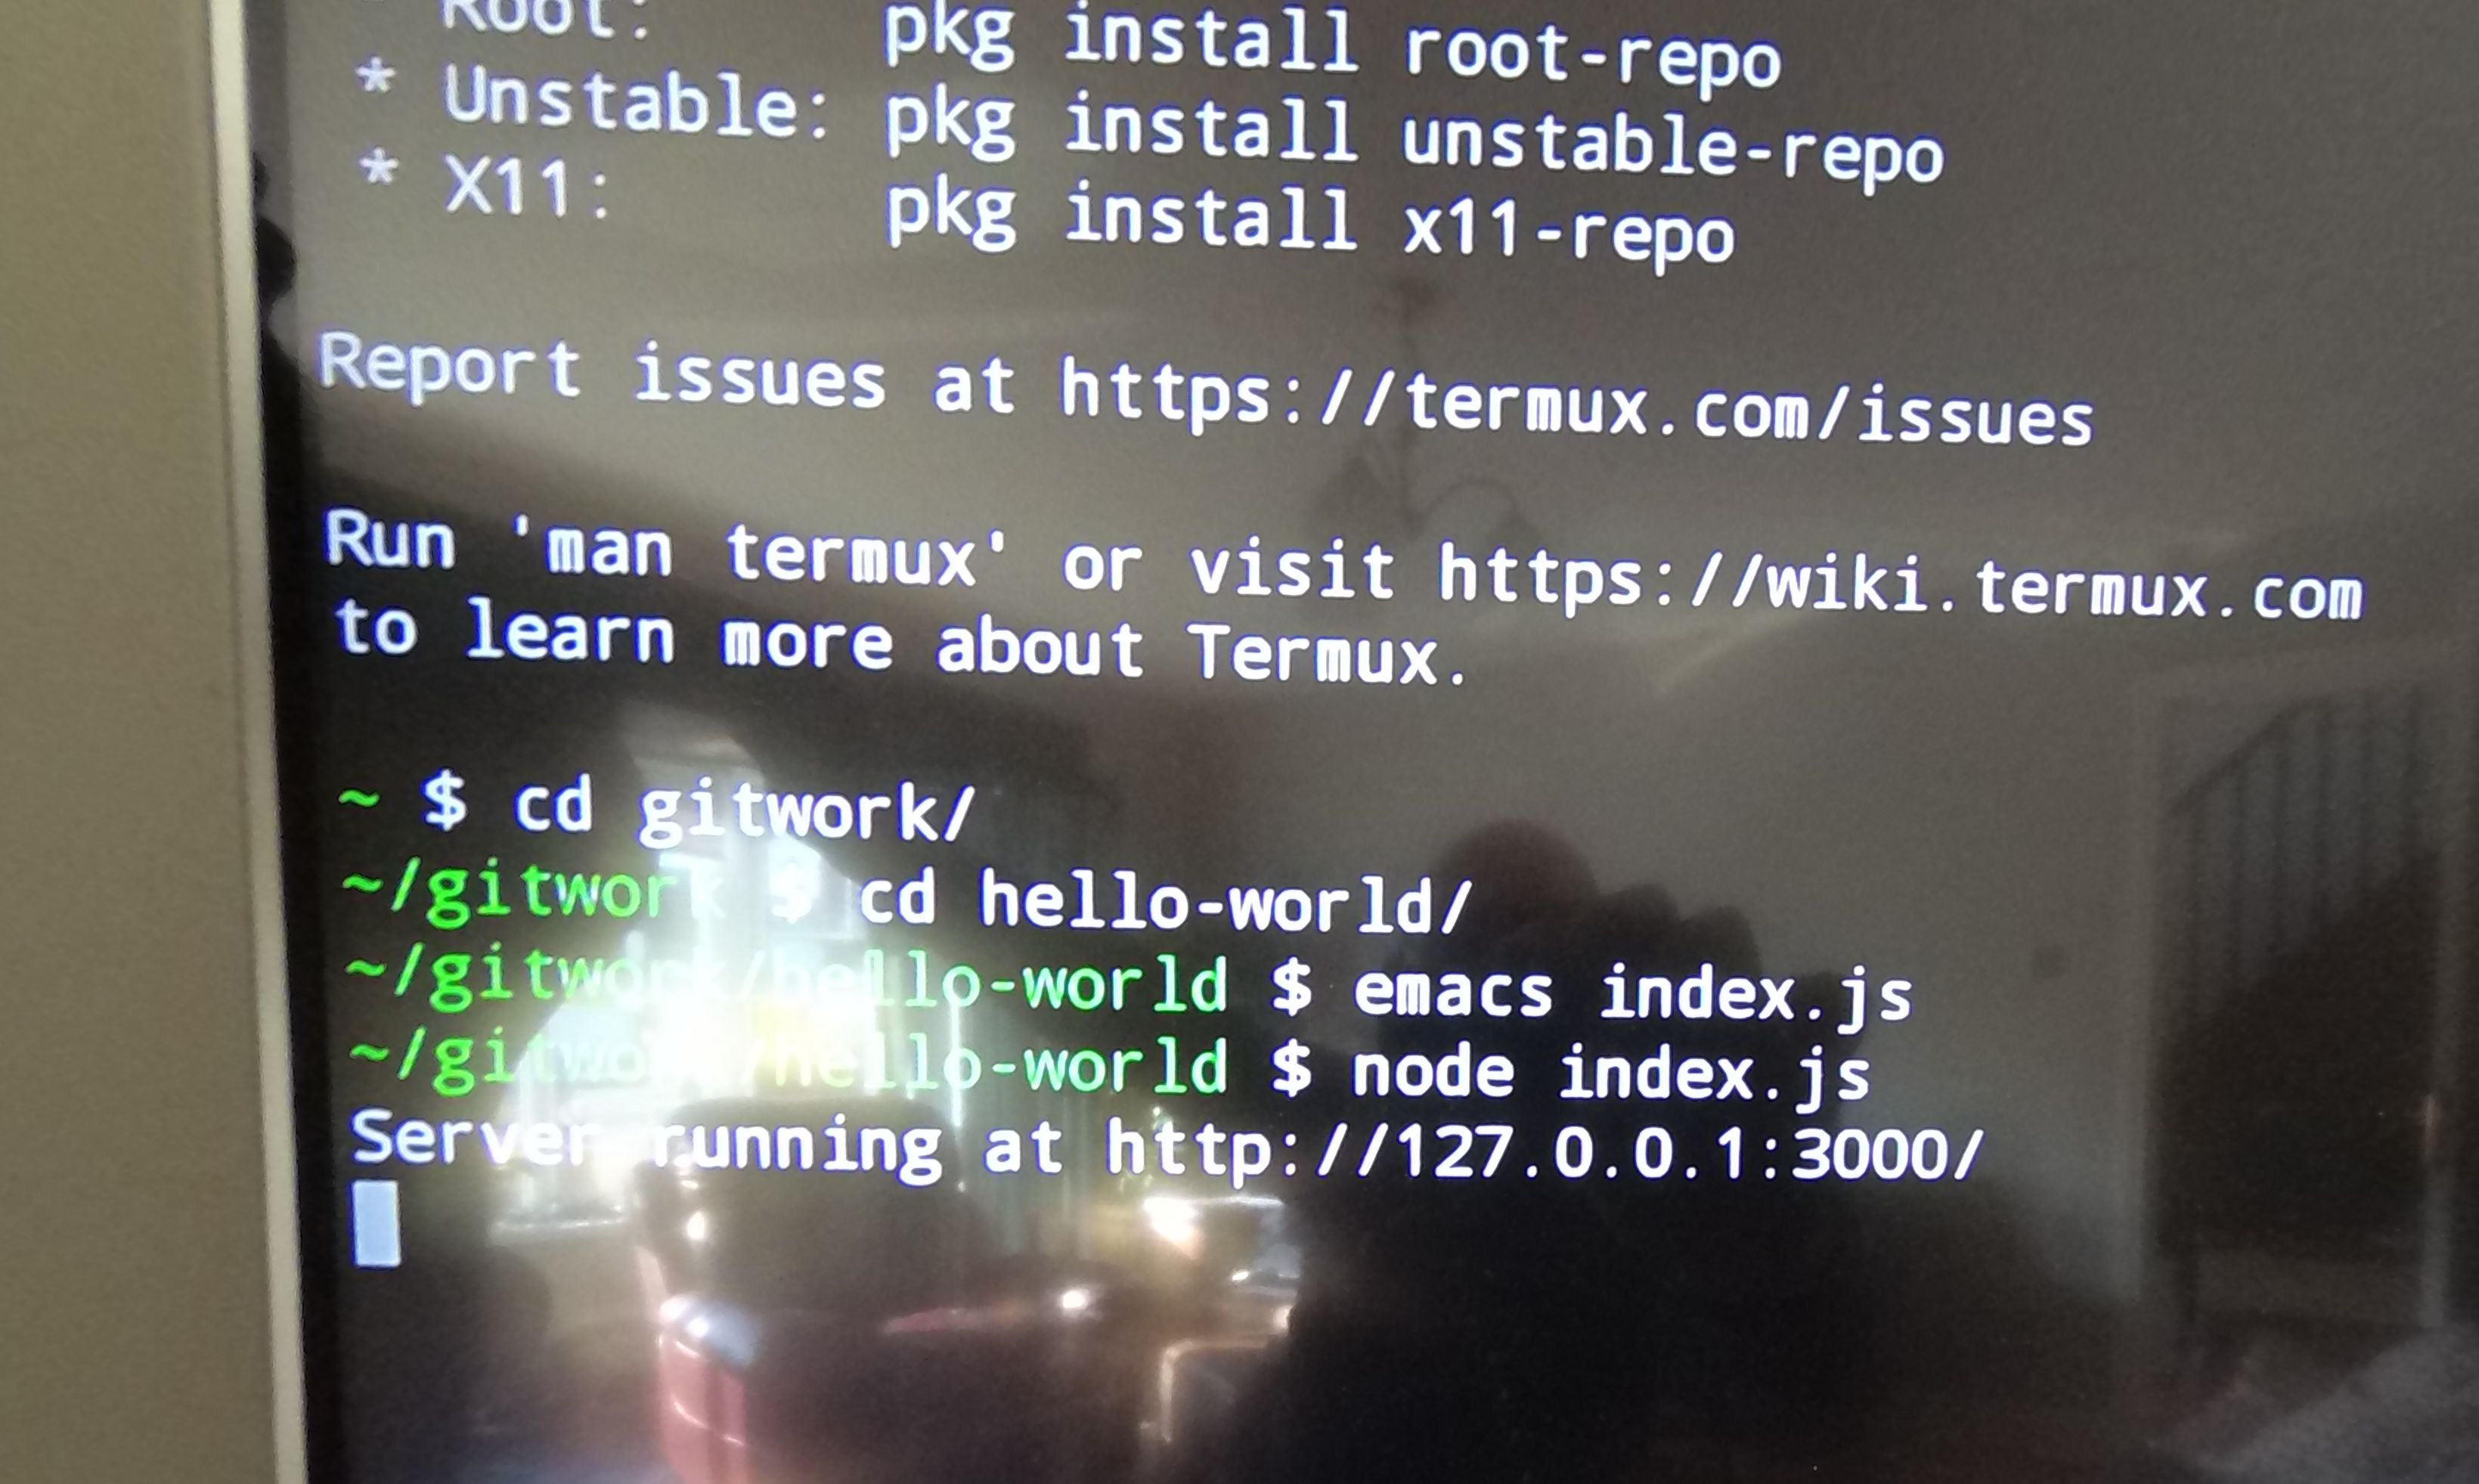 Root: pkg install root-repo
* Unstable: pkg install unstable-repo
* X11: pkg install x11-repo
Report issues at https://termux.com/issues
Run 'man termux' or visit https://wiki.termux.com
to learn more about Termux.
~ $ cd gitwork/
~/gitwork $ cd hello-world/
~/gitwork/hello-world $ emacs index.js
~/gitwork/hello-world $ node index.js
Server running at http://127.0.0.1:3000/